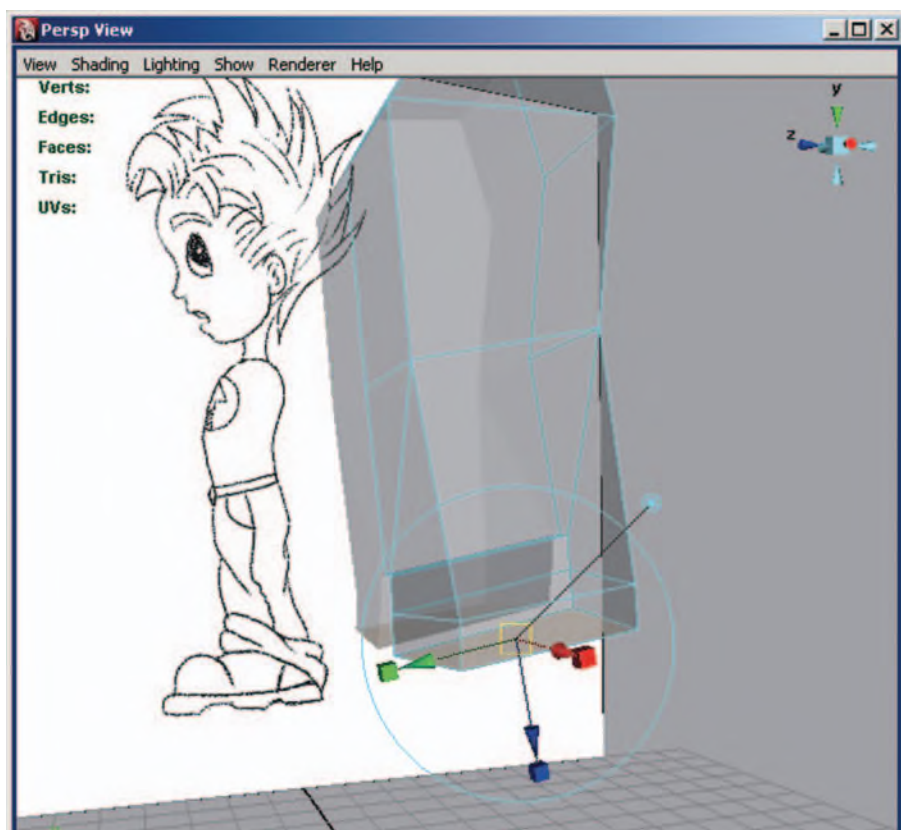 Persp View
View Shading Lighting Show Renderer Help
Verts:
Edges:
Faces:
Tris:
UVs:
y
z